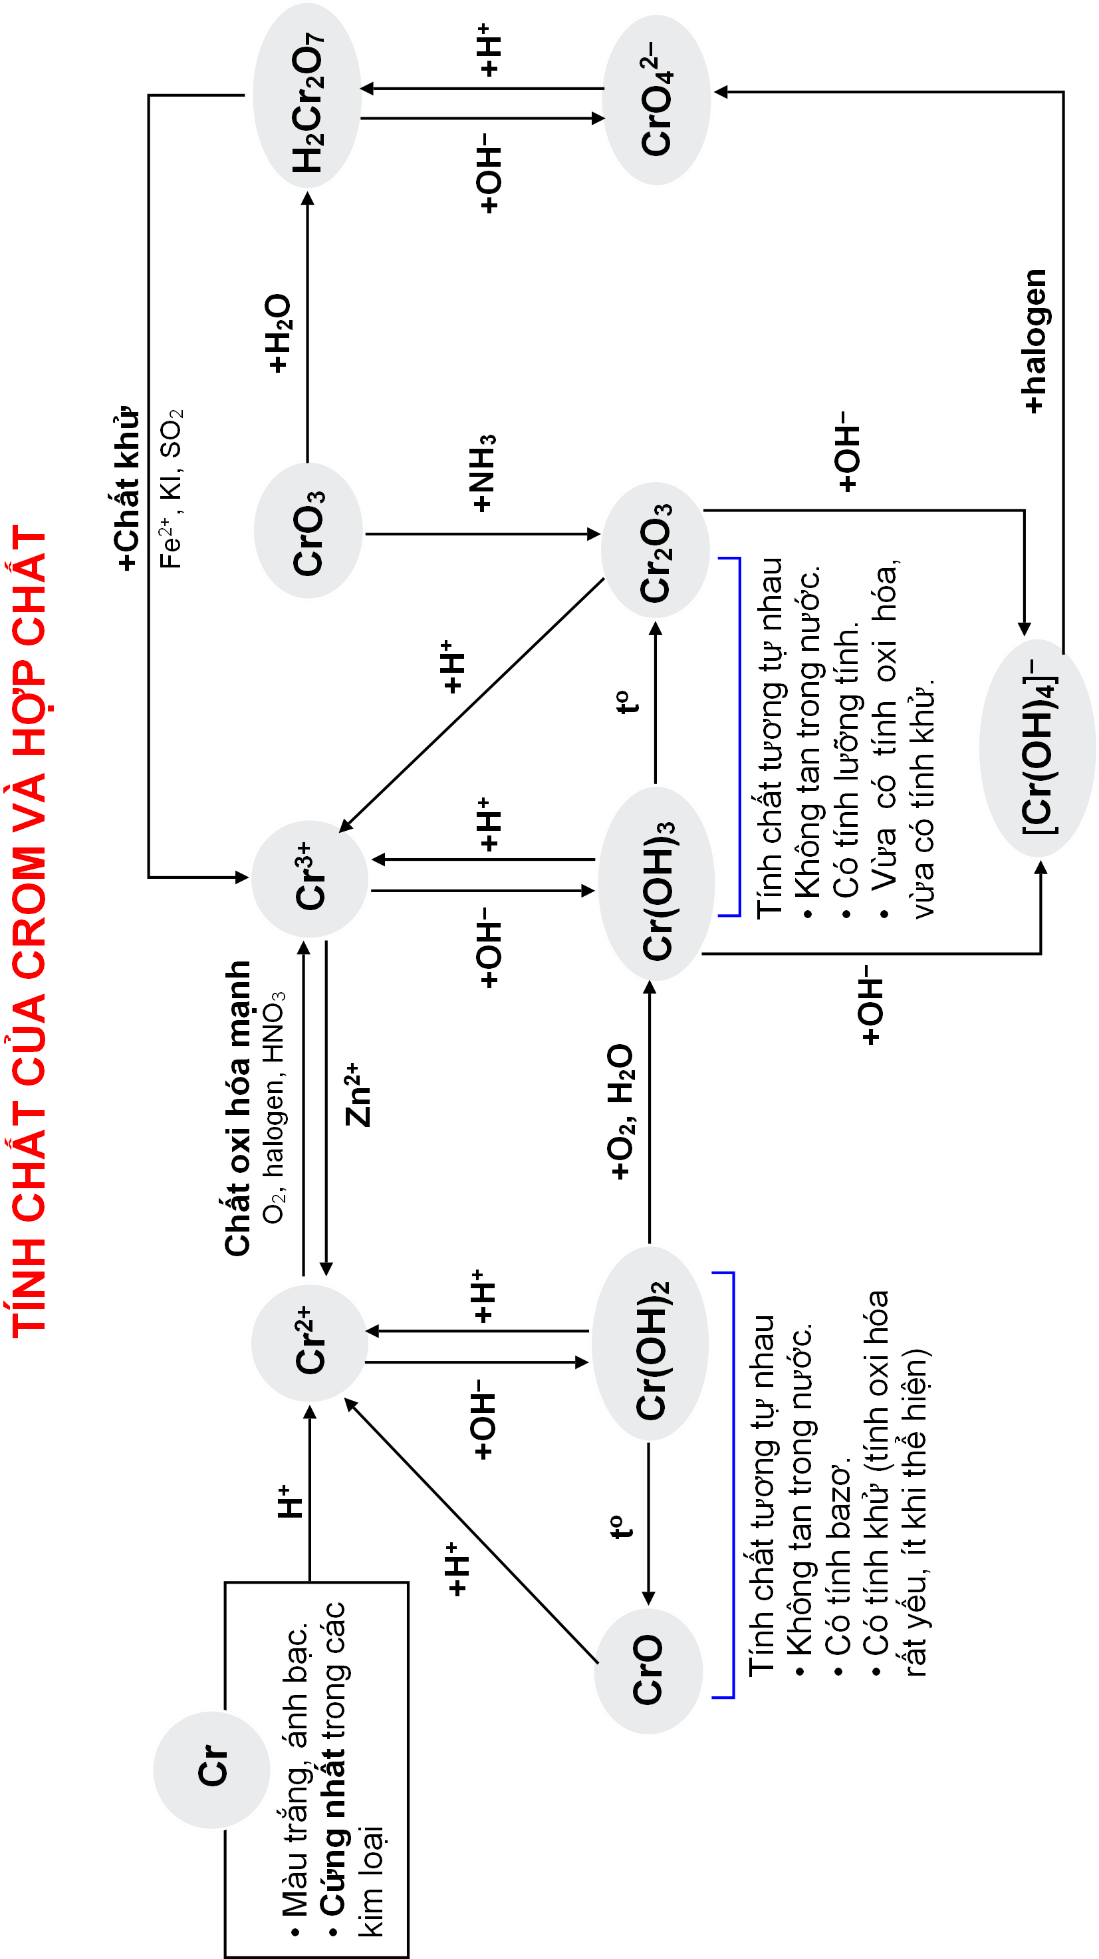 TÍNH CHẤT CỦA CROM VÀ HỢP CHẤT
Cr
• Màu trắng, ánh bạc.
• Cứng nhất trong các
kim loại
H⁺
Cr²⁺
Chất oxi hóa mạnh
O₂, halogen, HNO₃
Zn²⁺
Cr³⁺
+Chất khử
Fe²⁺, KI, SO₂
CrO₃
+H₂O
H₂Cr₂O₇
+H⁺
+OH⁻
+H⁺
+OH⁻
+H⁺
+H⁺
+NH₃
+OH⁻
+H⁺
CrO
tº
Cr(OH)₂
+O₂, H₂O
Cr(OH)₃
tº
Cr₂O₃
CrO₄²⁻
Tính chất tương tự nhau
• Không tan trong nước.
• Có tính bazơ.
• Có tính khử (tính oxi hóa
rất yếu, ít khi thể hiện)
+OH⁻
Tính chất tương tự nhau
• Không tan trong nước.
• Có tính lưỡng tính.
• Vừa có tính oxi hóa,
vừa có tính khử.
+OH⁻
[Cr(OH)₄]⁻
+halogen